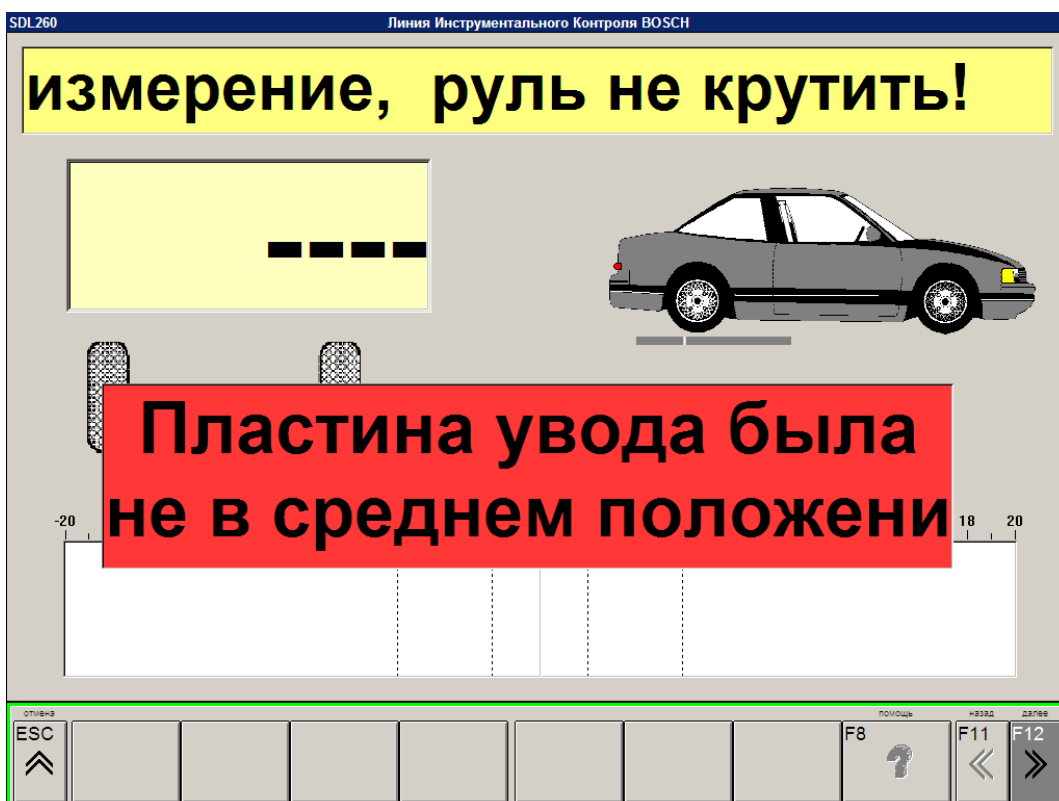 SDL260
Линия Инструментального Контроля BOSCH
измерение, руль не крутить!
Пластина увода была
не в среднем положени
-20
18 20
отмена помощь назад далее
ESC F8 F11 F12